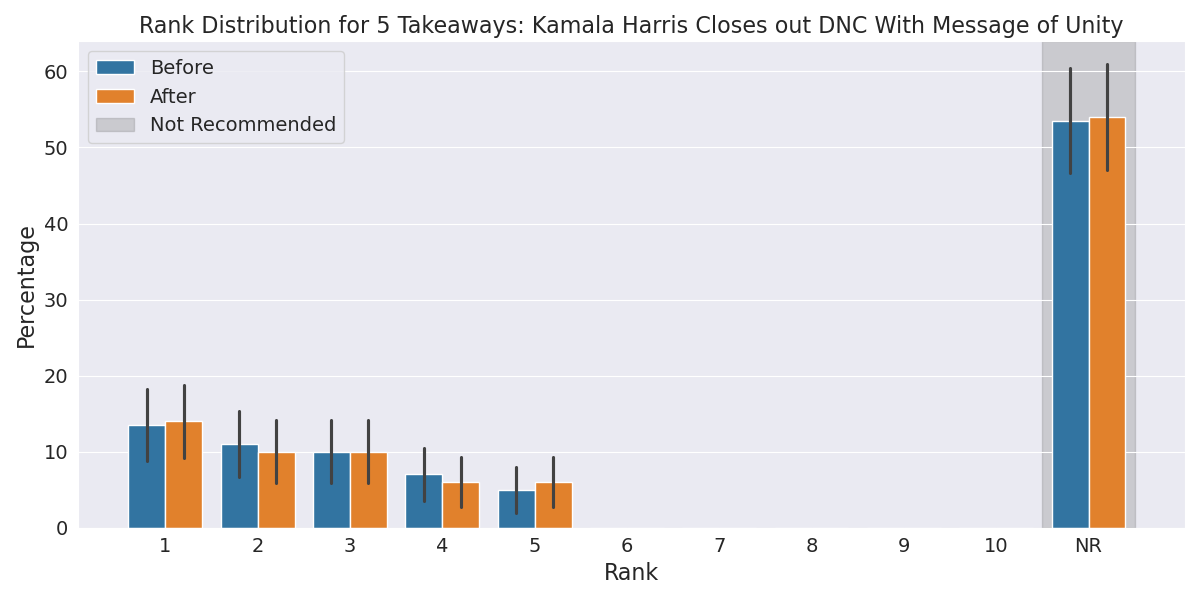 Rank Distribution for 5 Takeaways: Kamala Harris Closes out DNC With Message of Unity
Before
After
Not Recommended
Percentage
60
50
40
30
20
10
0
1 2 3 4 5 6 7 8 9 10 NR
Rank